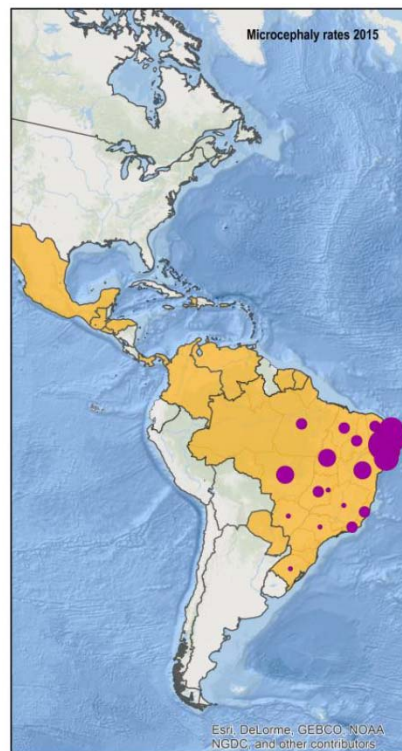 Microcephaly rates 2015
Esri, DeLorme, GEBCO, NOAA
NGDC, and other contributors